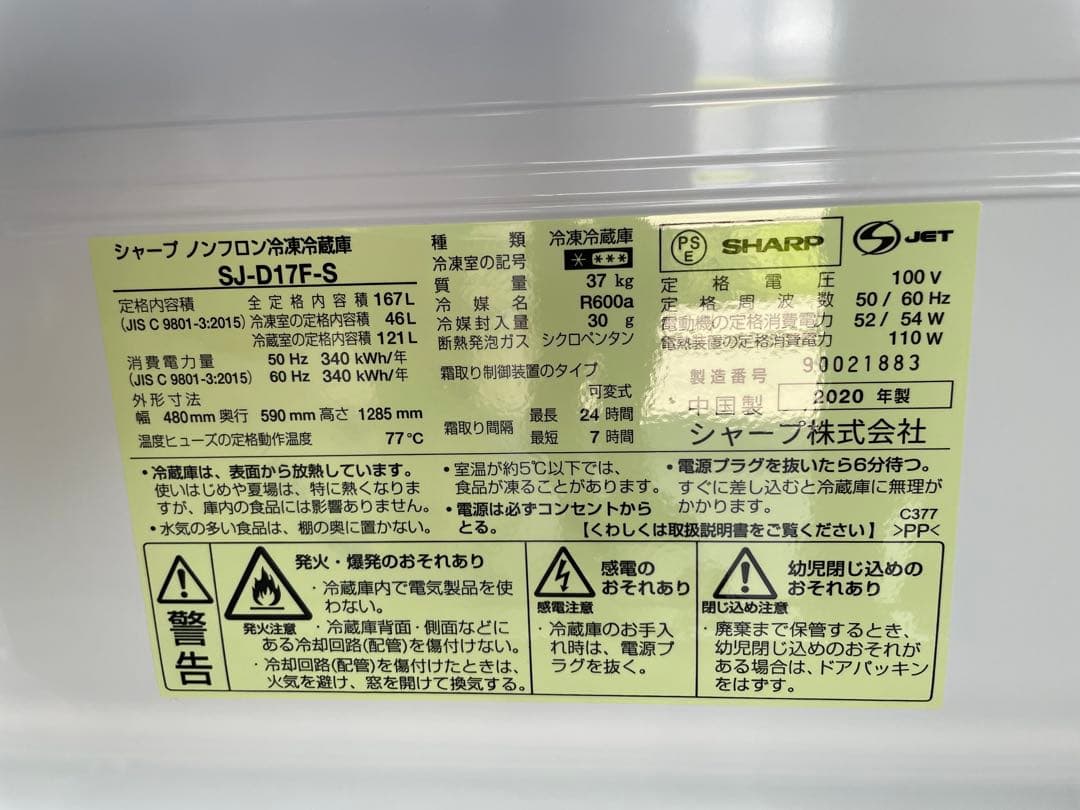 シャープ ノンフロン冷凍冷蔵庫
SJ-D17F-S
定格内容積 全定格内容積 167L
(JIS C 9801-3:2015) 冷凍室の定格内容積 46L
冷蔵室の定格内容積 121L
消費電力量 50 Hz 340 kWh/年
(JIS C 9801-3:2015) 60 Hz 340 kWh/年
外形寸法
幅 480mm 奥行 590mm 高さ 1285mm
温度ヒューズの定格動作温度 77℃
種類 冷凍冷蔵庫
冷凍室の記号 * ***
質量 37 kg
冷媒名 R600a
冷媒封入量 30 g
断熱発泡ガス シクロペンタン
霜取り制御装置のタイプ
可変式
霜取り間隔 最長 24 時間
最短 7 時間
PS E SHARP JET
定格電圧 100 V
定格周波数 50 / 60 Hz
電動機の定格消費電力 52 / 54 W
電熱装置の定格消費電力 110 W
製造番号 90021883
中国製 2020 年製
シャープ株式会社
・冷蔵庫は、表面から放熱しています。
使いはじめや夏場は、特に熱くなりま
すが、庫内の食品には影響ありません。
・水気の多い食品は、棚の奥に置かない。
・室温が約5℃以下では、
食品が凍ることがあります。
・電源は必ずコンセントから
とる。
・電源プラグを抜いたら6分待つ。
すぐに差し込むと冷蔵庫に無理が
かかります。
C377
【くわしくは取扱説明書をご覧ください】 >PP<
警告
発火・爆発のおそれあり
発火注意
・冷蔵庫内で電気製品を使
わない。
・冷蔵庫背面・側面などに
ある冷却回路(配管)を傷付けない。
・冷却回路(配管)を傷付けたときは、
火気を避け、窓を開けて換気する。
感電の
おそれあり
感電注意
・冷蔵庫のお手入
れ時は、電源プ
ラグを抜く。
幼児閉じ込めの
おそれあり
閉じ込め注意
・廃棄まで保管するとき、
幼児閉じ込めのおそれが
ある場合は、ドアパッキン
をはずす。